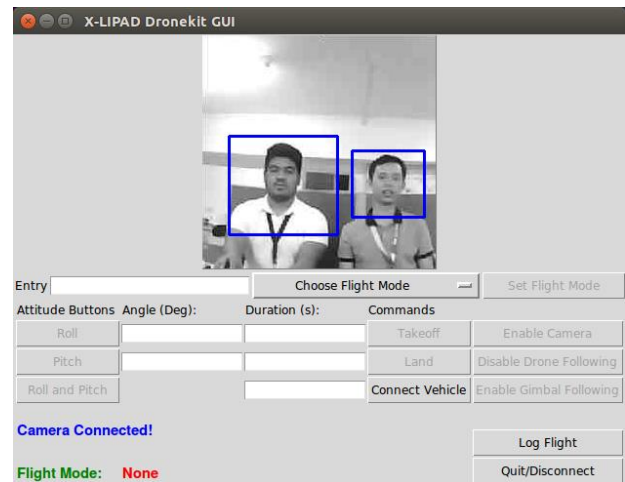 X-LIPAD Dronekit GUI
Entry Choose Flight Mode Set Flight Mode
Attitude Buttons Angle (Deg): Duration (s): Commands
Roll Takeoff Enable Camera
Pitch Land Disable Drone Following
Roll and Pitch Connect Vehicle Enable Gimbal Following
Camera Connected!
Log Flight
Flight Mode: None Quit/Disconnect